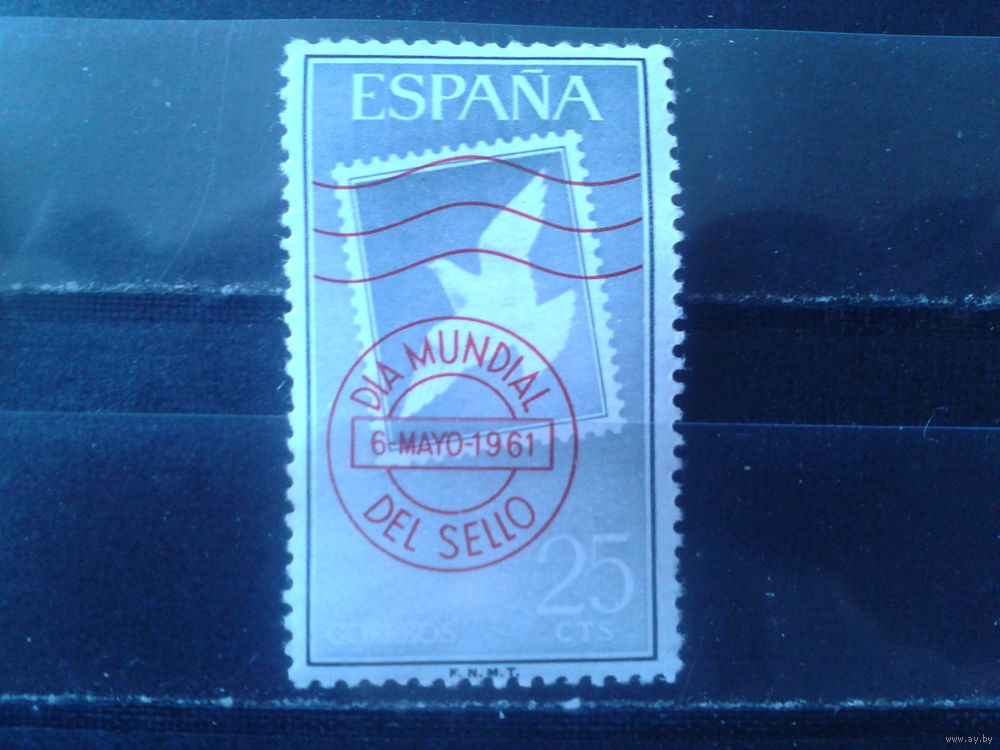 ESPAÑA
DIA MUNDIAL
6-MAYO-1961
DEL SELLO
25
CORREOS
CTS
F.N.M.T.
www.ay.by